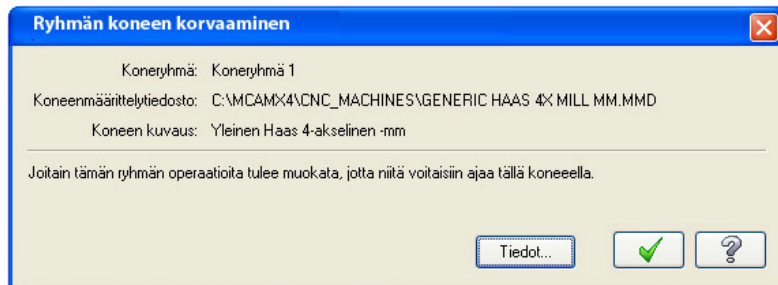 Ryhmän koneen korvaaminen
Koneryhmä: Koneryhmä 1
Koneenmäärittelytiedosto: C:\MCAMX4\CNC_MACHINES\GENERIC HAAS 4X MILL MM.MMD
Koneen kuvaus: Yleinen Haas 4-akselinen -mm
Joitain tämän ryhmän operaatioita tulee muokata, jotta niitä voitaisiin ajaa tällä koneeella.
Tiedot...